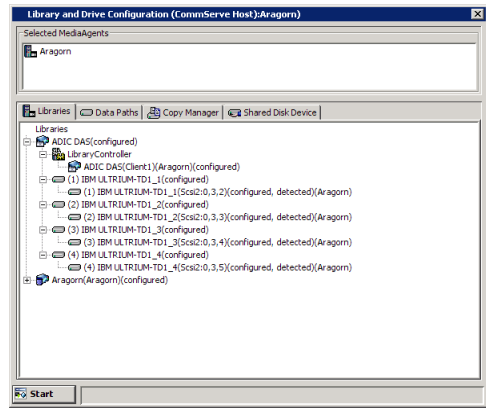 Library and Drive Configuration (CommServe Host):Aragorn)
Selected MediaAgents
Aragorn
Libraries Data Paths Copy Manager Shared Disk Device
Libraries
ADIC DAS(configured)
LibraryController
ADIC DAS(Client1)(Aragorn)(configured)
(1) IBM ULTRIUM-TD1_1(configured)
(1) IBM ULTRIUM-TD1_1(Scsi2:0,3,2)(configured, detected)(Aragorn)
(2) IBM ULTRIUM-TD1_2(configured)
(2) IBM ULTRIUM-TD1_2(Scsi2:0,3,3)(configured, detected)(Aragorn)
(3) IBM ULTRIUM-TD1_3(configured)
(3) IBM ULTRIUM-TD1_3(Scsi2:0,3,4)(configured, detected)(Aragorn)
(4) IBM ULTRIUM-TD1_4(configured)
(4) IBM ULTRIUM-TD1_4(Scsi2:0,3,5)(configured, detected)(Aragorn)
Aragorn(Aragorn)(configured)
Start